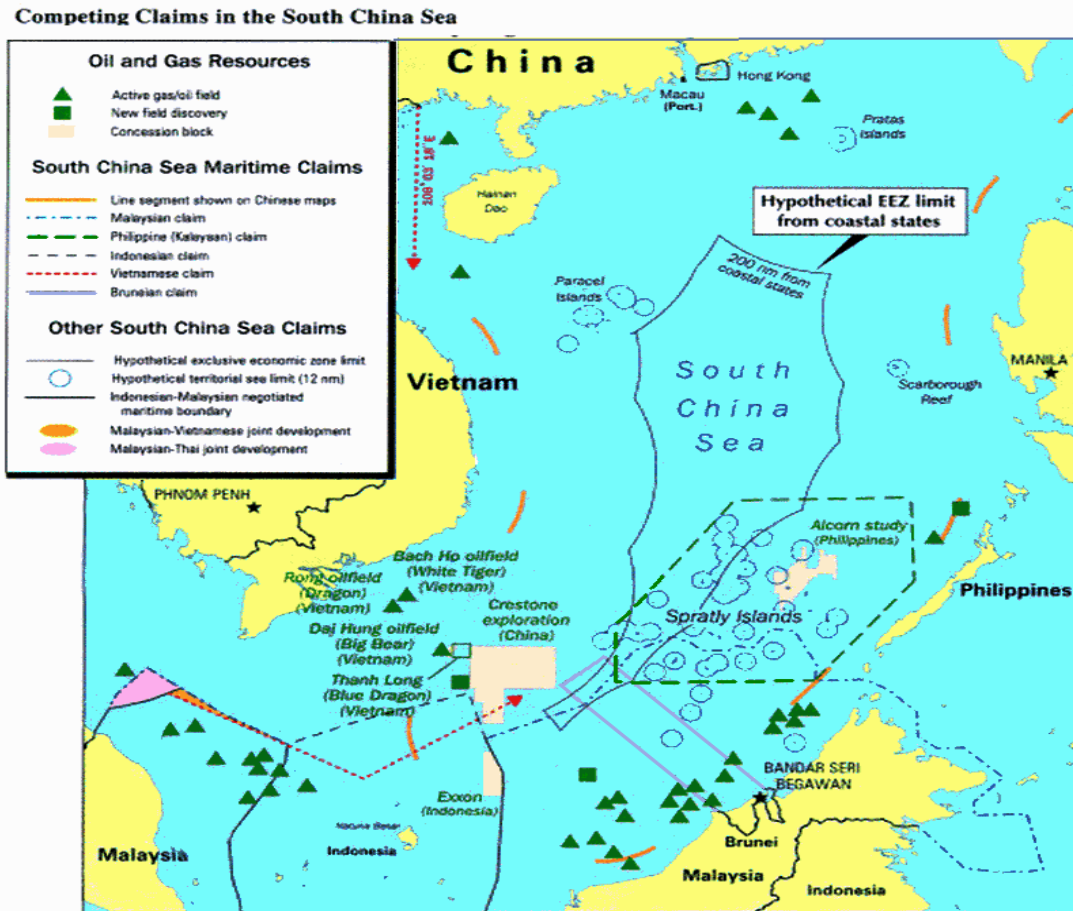 Competing Claims in the South China Sea
Oil and Gas Resources
Active gas/oil field
New field discovery
Concession block
South China Sea Maritime Claims
Line segment shown on Chinese maps
Malaysian claim
Philippine (Kalayaan) claim
Indonesian claim
Vietnamese claim
Bruneian claim
Other South China Sea Claims
Hypothetical exclusive economic zone limit
Hypothetical territorial sea limit (12 nm)
Indonesian-Malaysian negotiated
maritime boundary
Malaysian-Vietnamese joint development
Malaysian-Thai joint development
China
Hong Kong
Macau
(Port.)
Pratas
Islands
Hainan
Dao
Hypothetical EEZ limit
from coastal states
200 nm from
coastal states
Paracel
Islands
Vietnam
South
China
Sea
MANILA
Scarborough
Reef
PHNOM PENH
Alcorn study
(Philippines)
Bach Ho oilfield
(White Tiger)
(Vietnam)
Rong oilfield
(Dragon)
(Vietnam)
Crestone
exploration
(China)
Philippines
Spratly Islands
Dai Hung oilfield
(Big Bear)
(Vietnam)
Thanh Long
(Blue Dragon)
(Vietnam)
BANDAR SERI
BEGAWAN
Exxon
(Indonesia)
Natuna Besar
Indonesia
Malaysia
Brunei
Malaysia
Indonesia